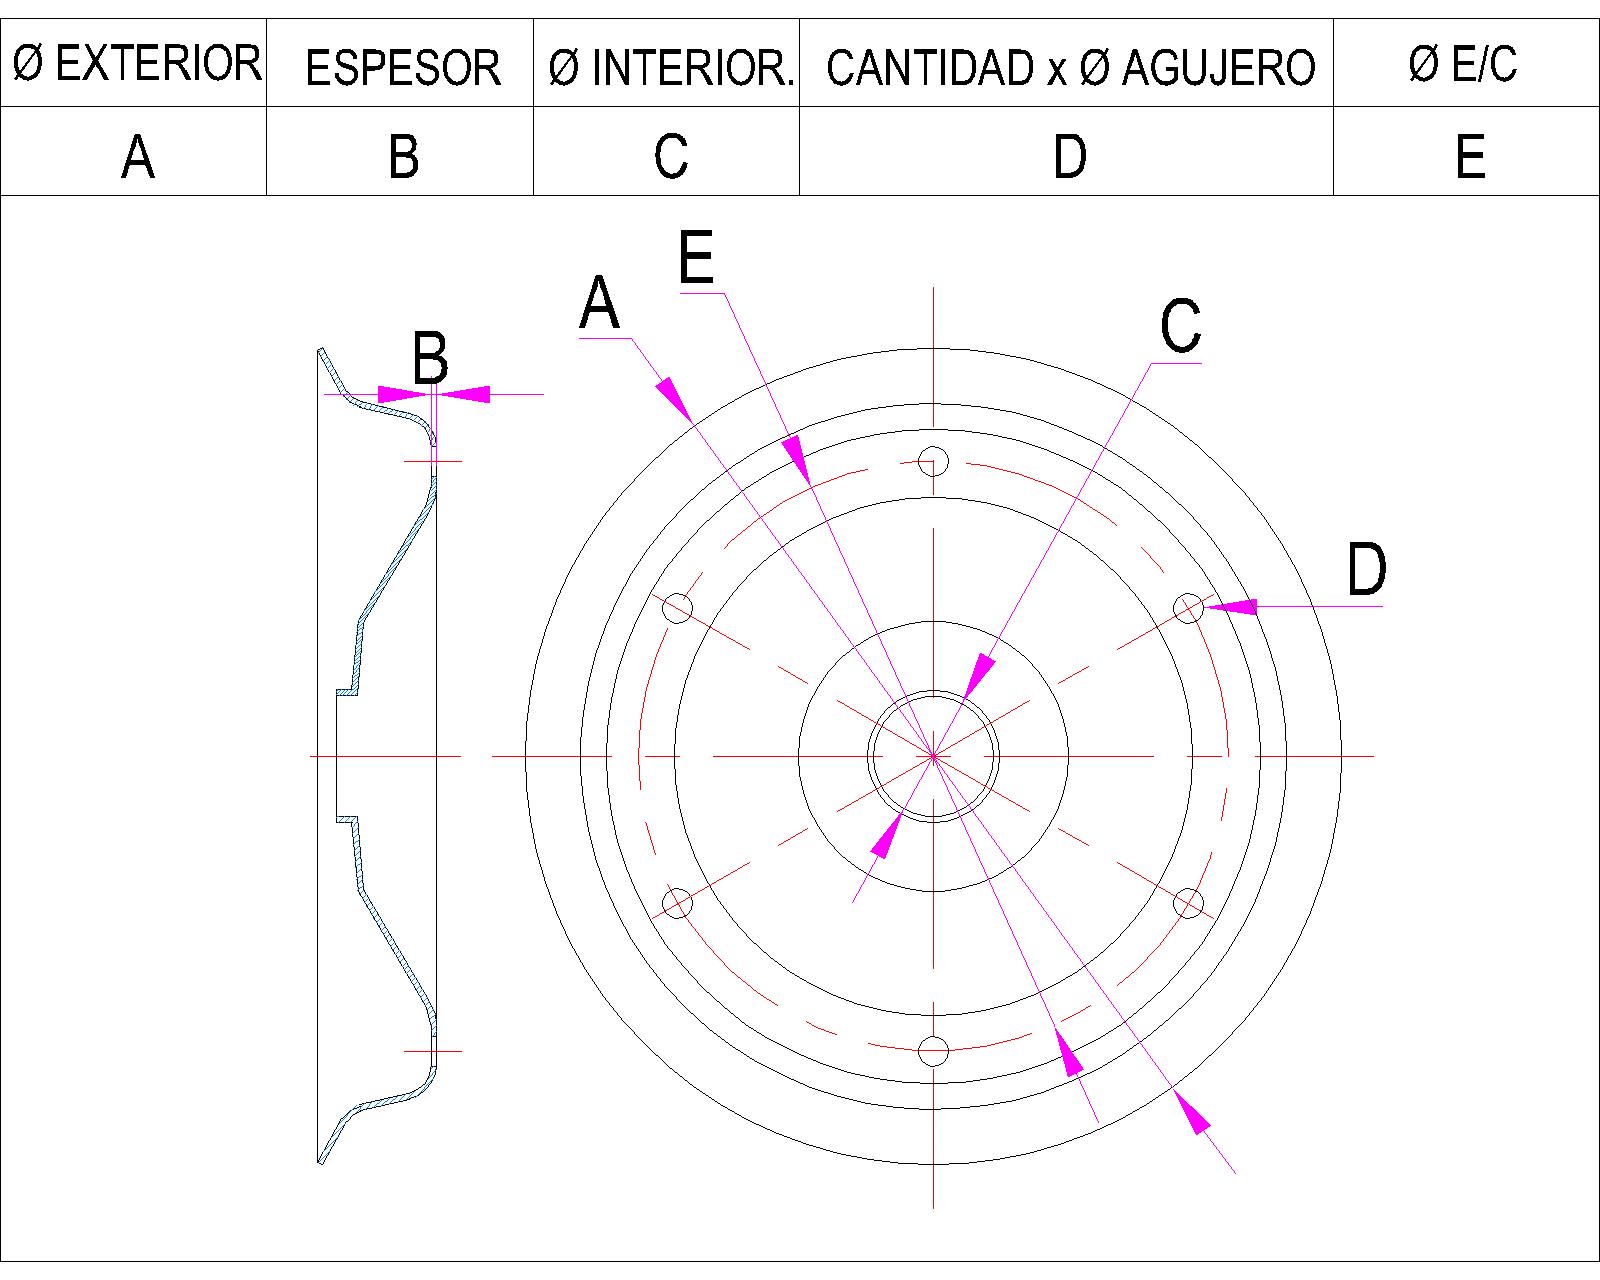 Ø EXTERIOR ESPESOR Ø INTERIOR. CANTIDAD x Ø AGUJERO Ø E/C
A B C D E
E
A
C
B
D